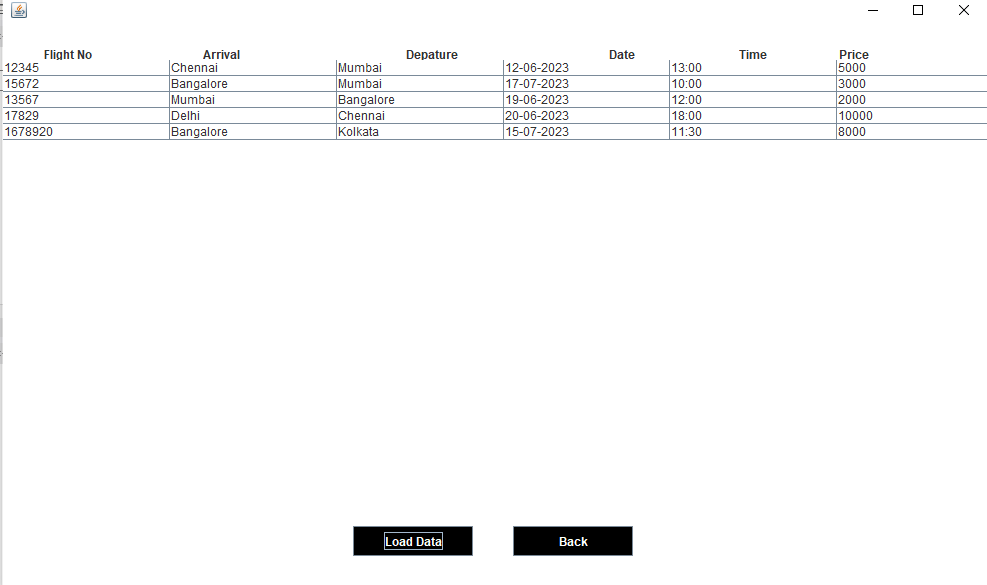 Flight No Arrival Depature Date Time Price
12345 Chennai Mumbai 12-06-2023 13:00 5000
15672 Bangalore Mumbai 17-07-2023 10:00 3000
13567 Mumbai Bangalore 19-06-2023 12:00 2000
17829 Delhi Chennai 20-06-2023 18:00 10000
1678920 Bangalore Kolkata 15-07-2023 11:30 8000
Load Data Back